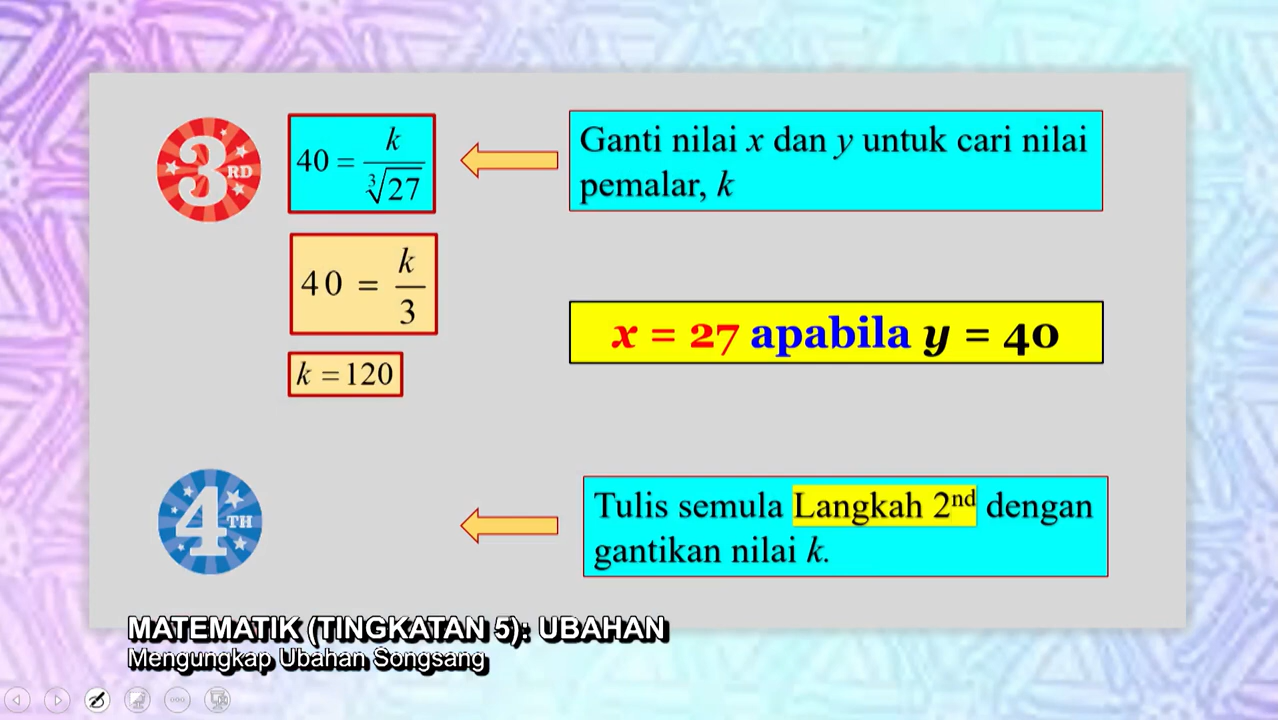 3RD
40 = k/∛27
Ganti nilai x dan y untuk cari nilai
pemalar, k
40 = k/3
x = 27 apabila y = 40
k = 120
4TH
Tulis semula Langkah 2nd dengan
gantikan nilai k.
MATEMATIK (TINGKATAN 5): UBAHAN
Mengungkap Ubahan Songsang